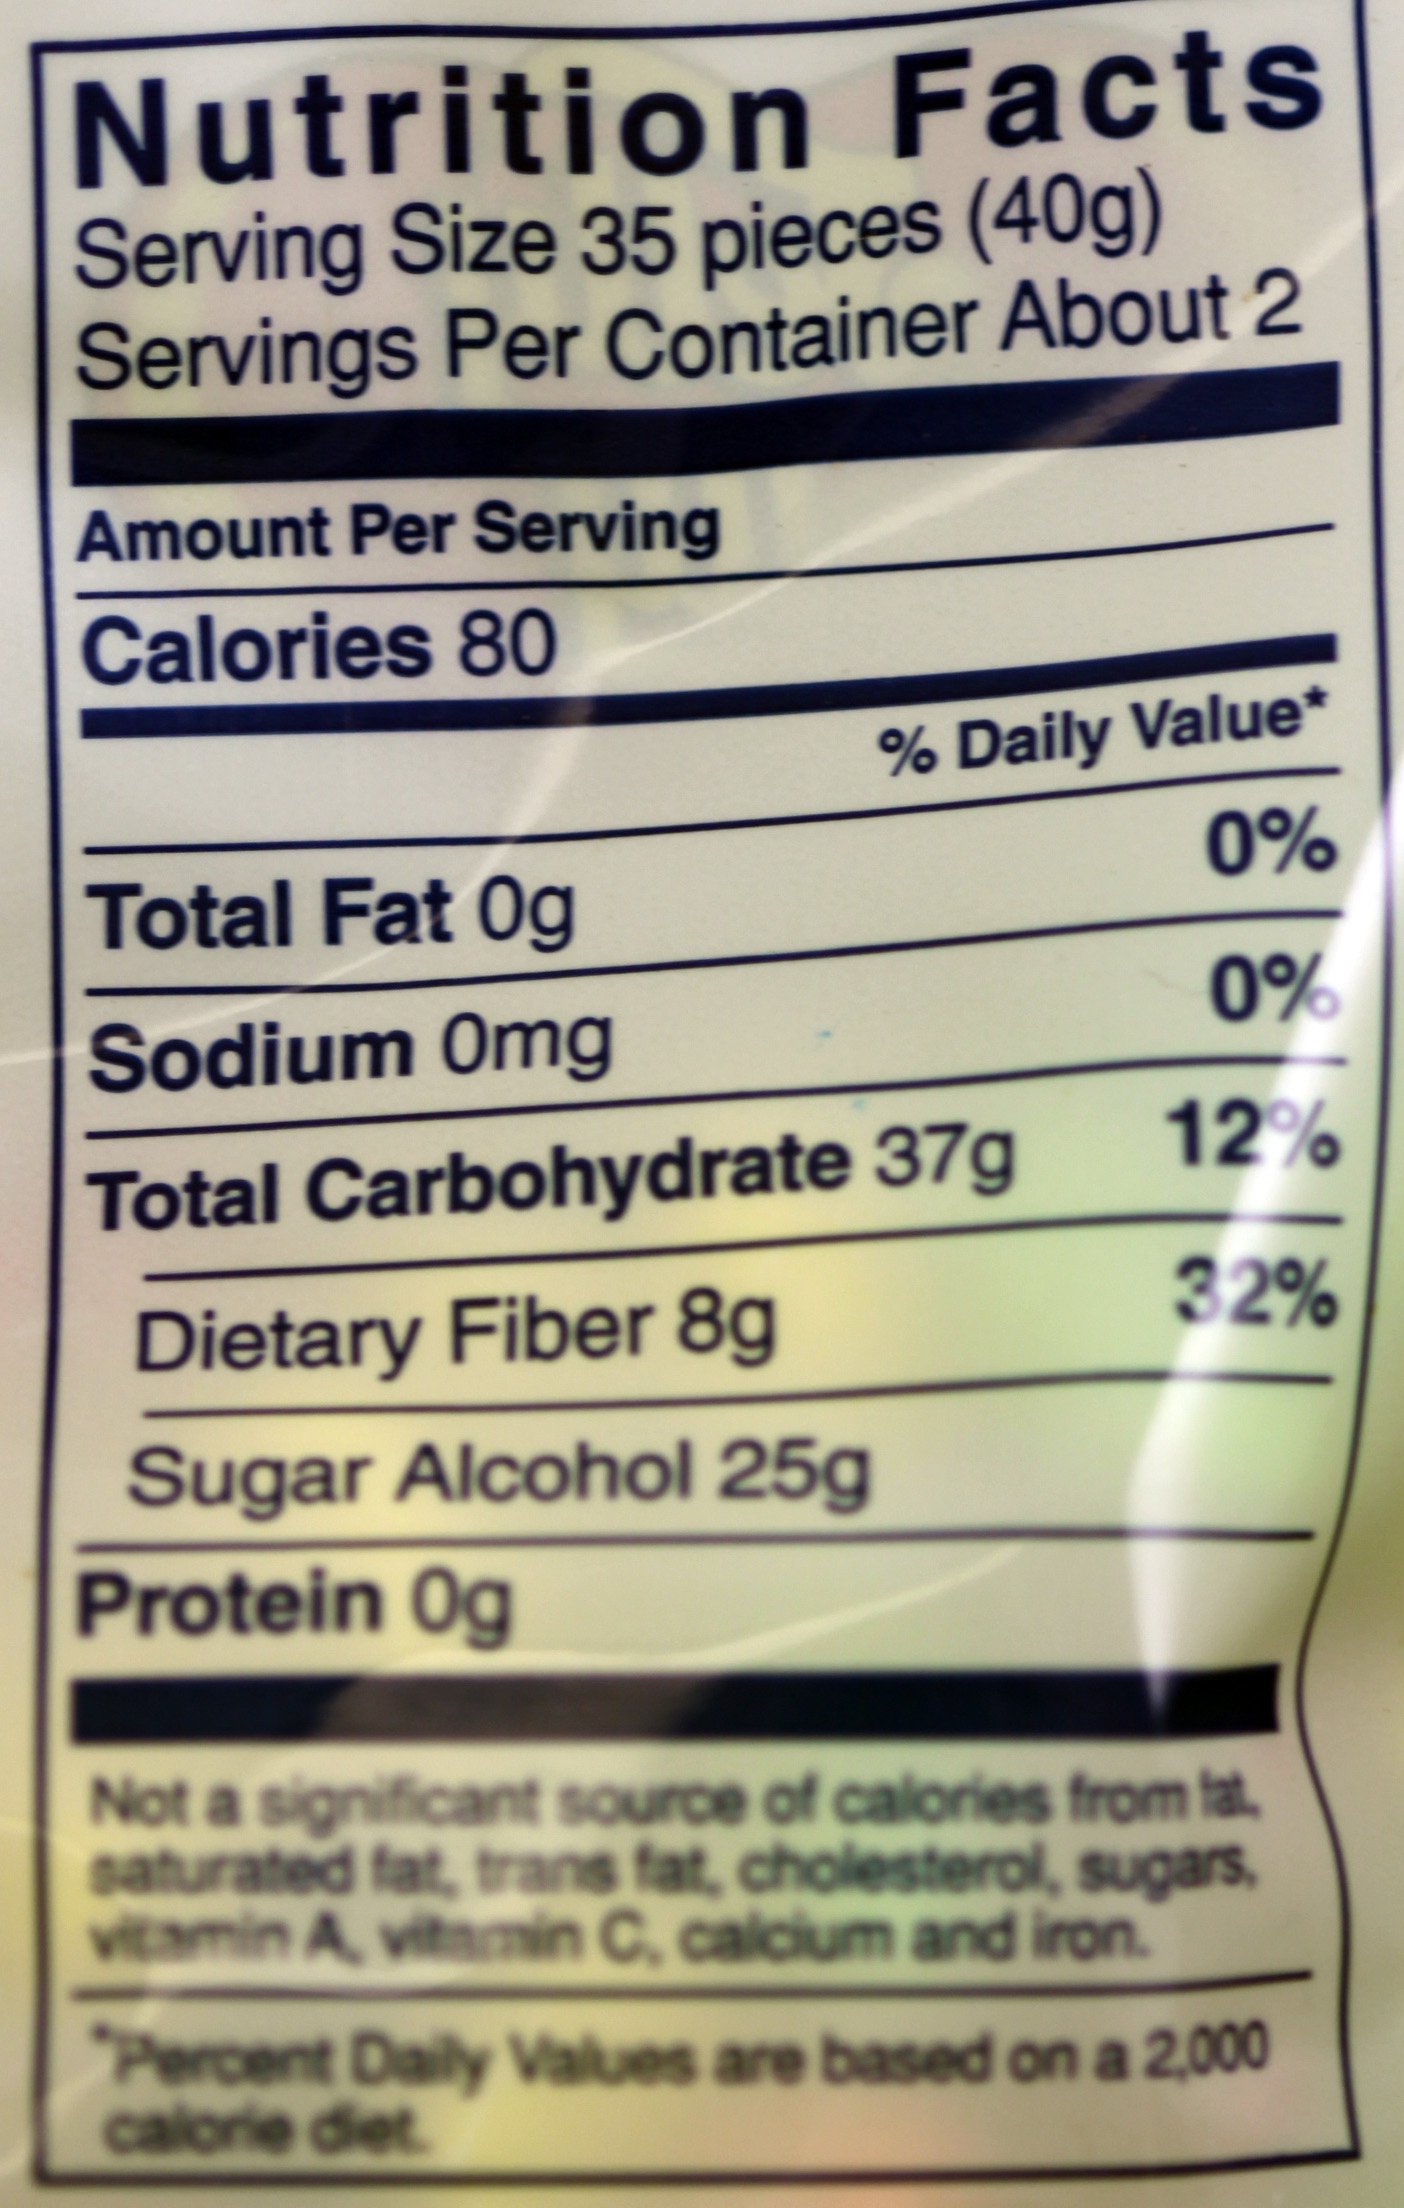 Nutrition Facts
Serving Size 35 pieces (40g)
Servings Per Container About 2
Amount Per Serving
Calories 80
% Daily Value*
Total Fat 0g 0%
Sodium 0mg 0%
Total Carbohydrate 37g 12%
Dietary Fiber 8g 32%
Sugar Alcohol 25g
Protein 0g
Not a significant source of calories from fat,
saturated fat, trans fat, cholesterol, sugars,
vitamin A, vitamin C, calcium and iron.
*Percent Daily Values are based on a 2,000
calorie diet.